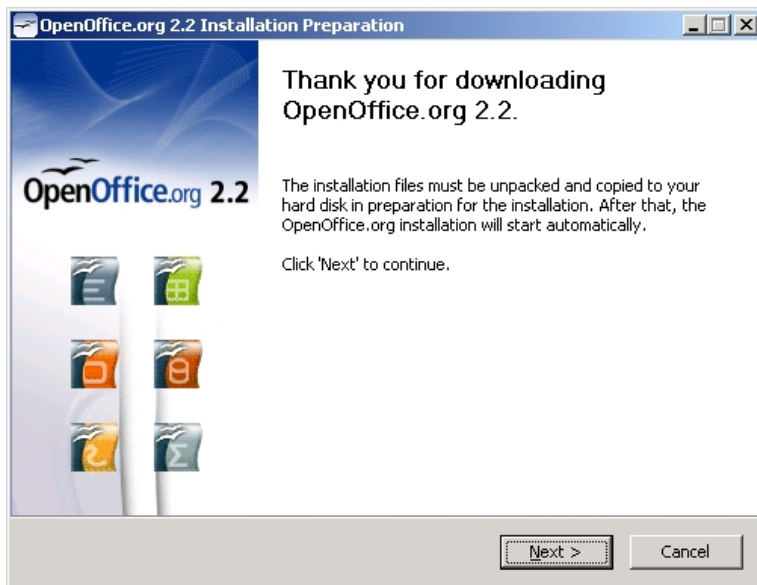 OpenOffice.org 2.2 Installation Preparation
Thank you for downloading
OpenOffice.org 2.2.
OpenOffice.org 2.2
The installation files must be unpacked and copied to your
hard disk in preparation for the installation. After that, the
OpenOffice.org installation will start automatically.
Click 'Next' to continue.
Next >
Cancel